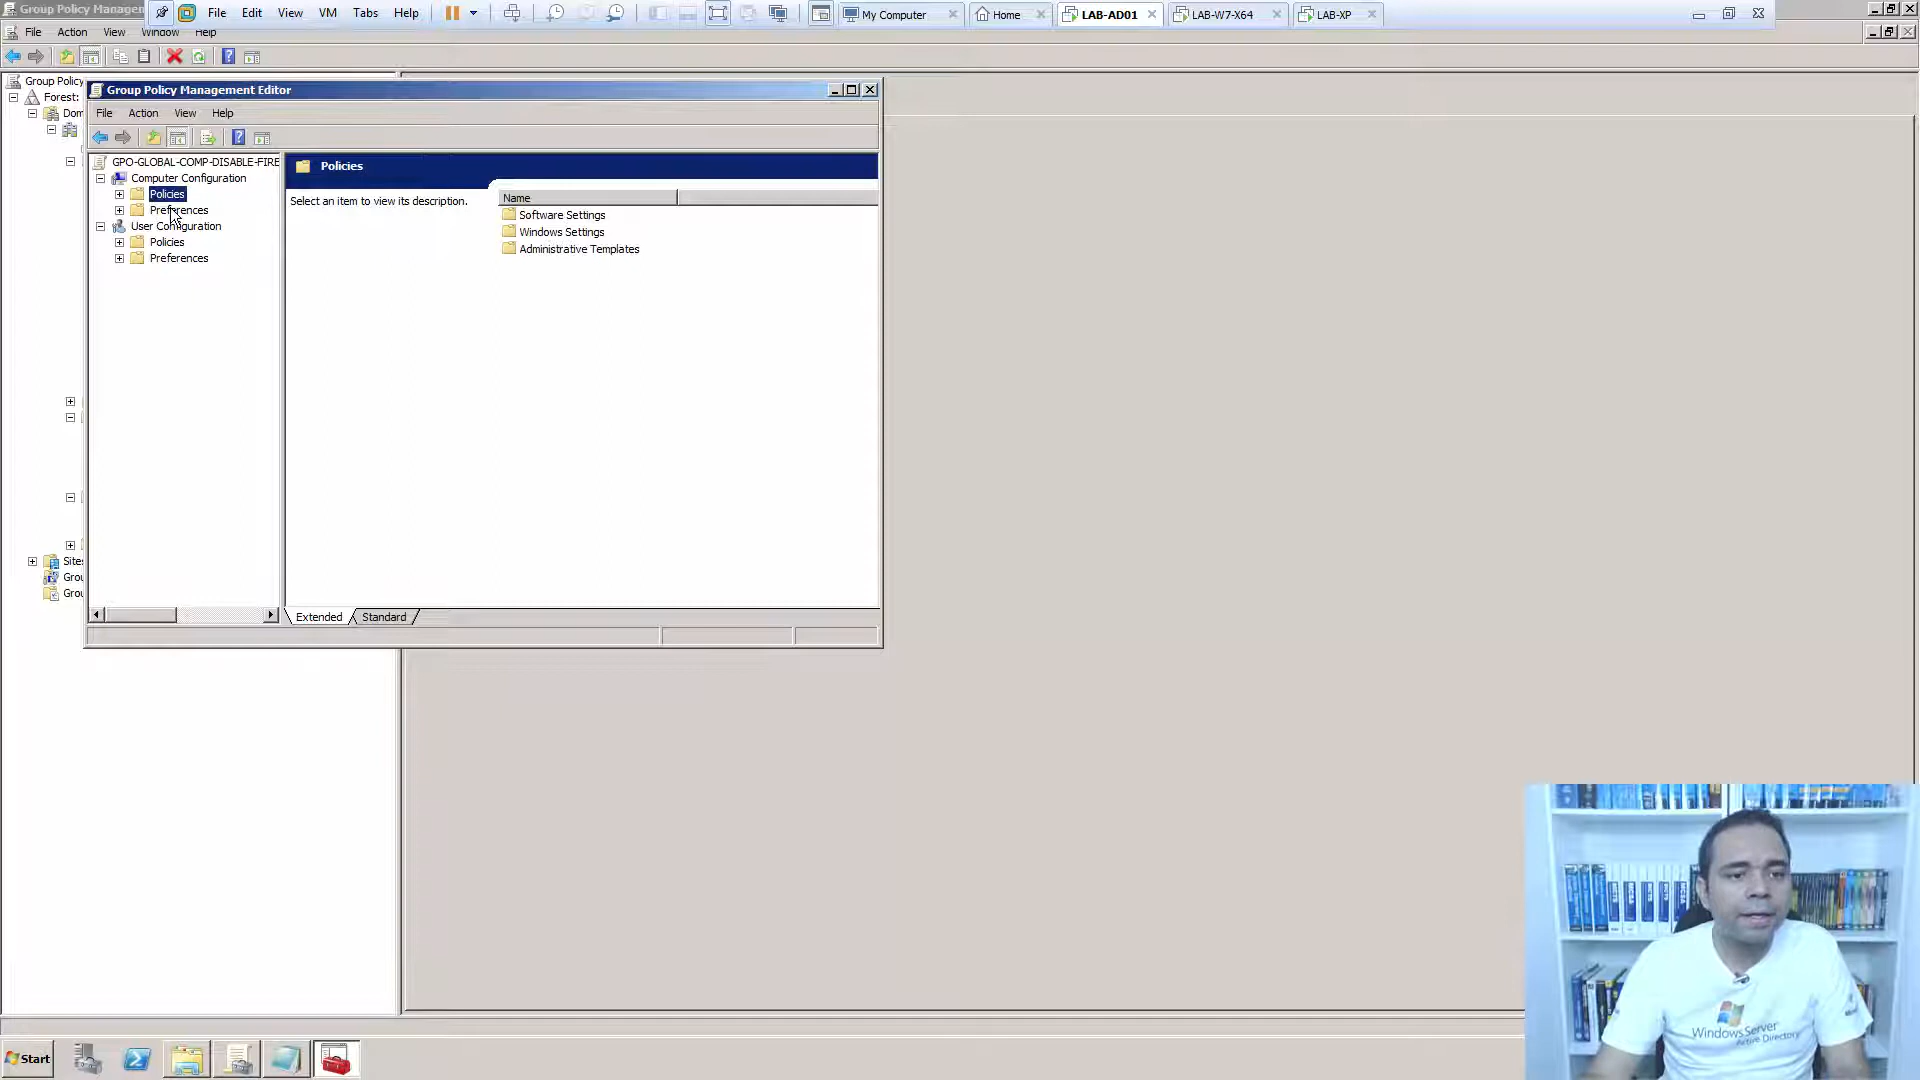 Group Policy Managemen
File Edit View VM Tabs Help
My Computer
Home
LAB-AD01
LAB-W7-X64
LAB-XP
File Action View Window Help
Group Policy
Forest:
Dom
Site
Grou
Grou
Group Policy Management Editor
File Action View Help
GPO-GLOBAL-COMP-DISABLE-FIRE
Computer Configuration
Policies
Preferences
User Configuration
Policies
Preferences
Policies
Select an item to view its description.
Name
Software Settings
Windows Settings
Administrative Templates
Extended Standard
Start
Windows Server
Active Directory